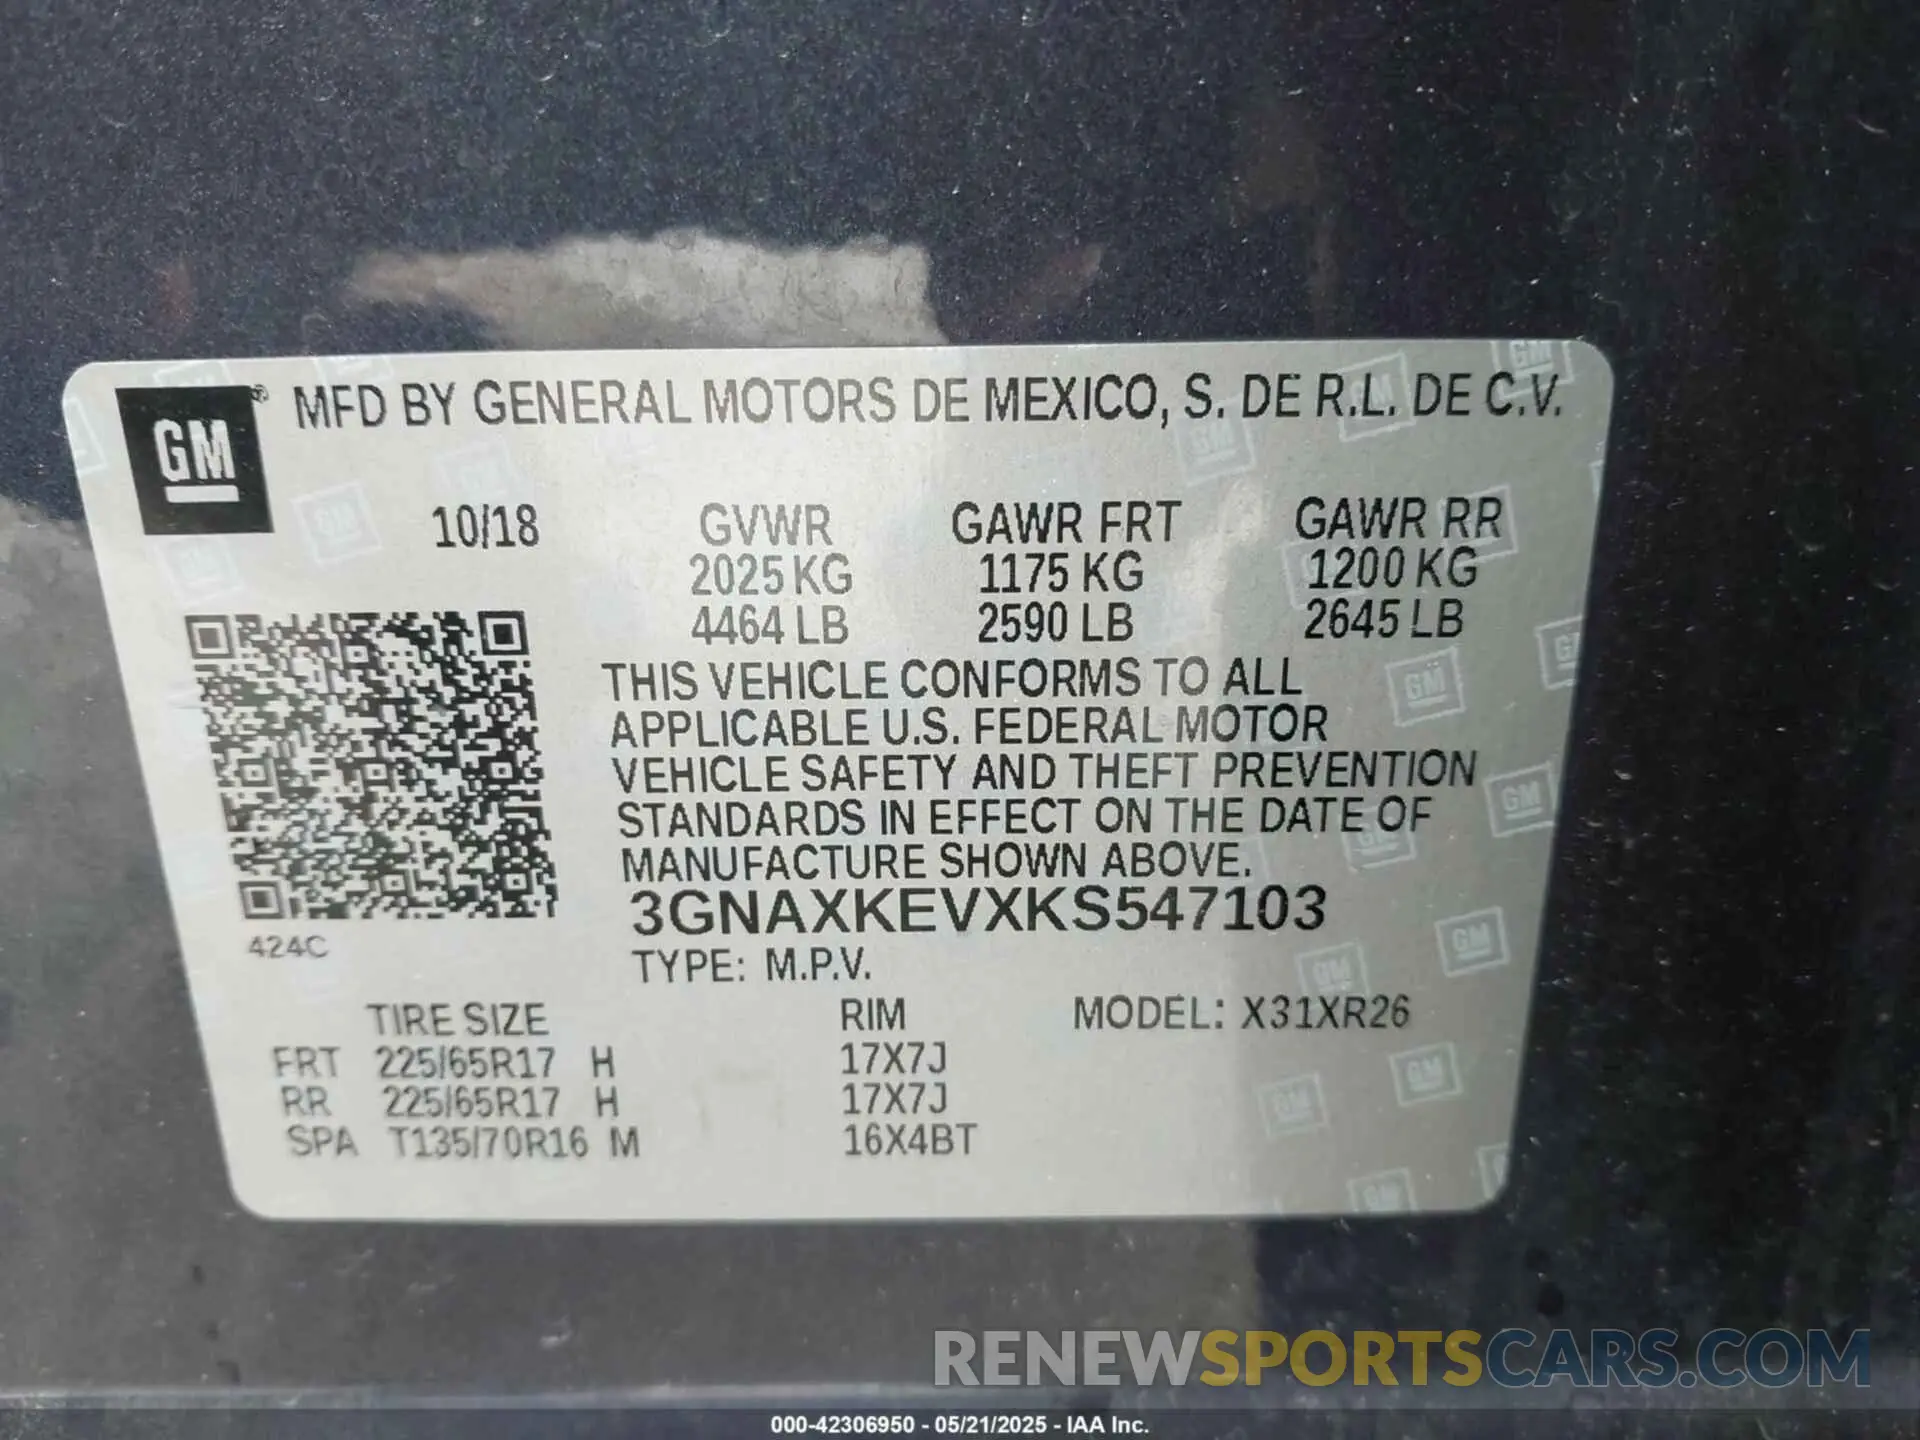 GM ® MFD BY GENERAL MOTORS DE MEXICO, S. DE R.L. DE C.V.
10/18 GVWR GAWR FRT GAWR RR
2025 KG 1175 KG 1200 KG
4464 LB 2590 LB 2645 LB
THIS VEHICLE CONFORMS TO ALL
APPLICABLE U.S. FEDERAL MOTOR
VEHICLE SAFETY AND THEFT PREVENTION
STANDARDS IN EFFECT ON THE DATE OF
MANUFACTURE SHOWN ABOVE.
3GNAXKEVXKS547103
424C
TYPE: M.P.V.
TIRE SIZE RIM MODEL: X31XR26
FRT 225/65R17 H 17X7J
RR 225/65R17 H 17X7J
SPA T135/70R16 M 16X4BT
RENEWSPORTSCARS.COM
000-42306950 - 05/21/2025 - IAA Inc.